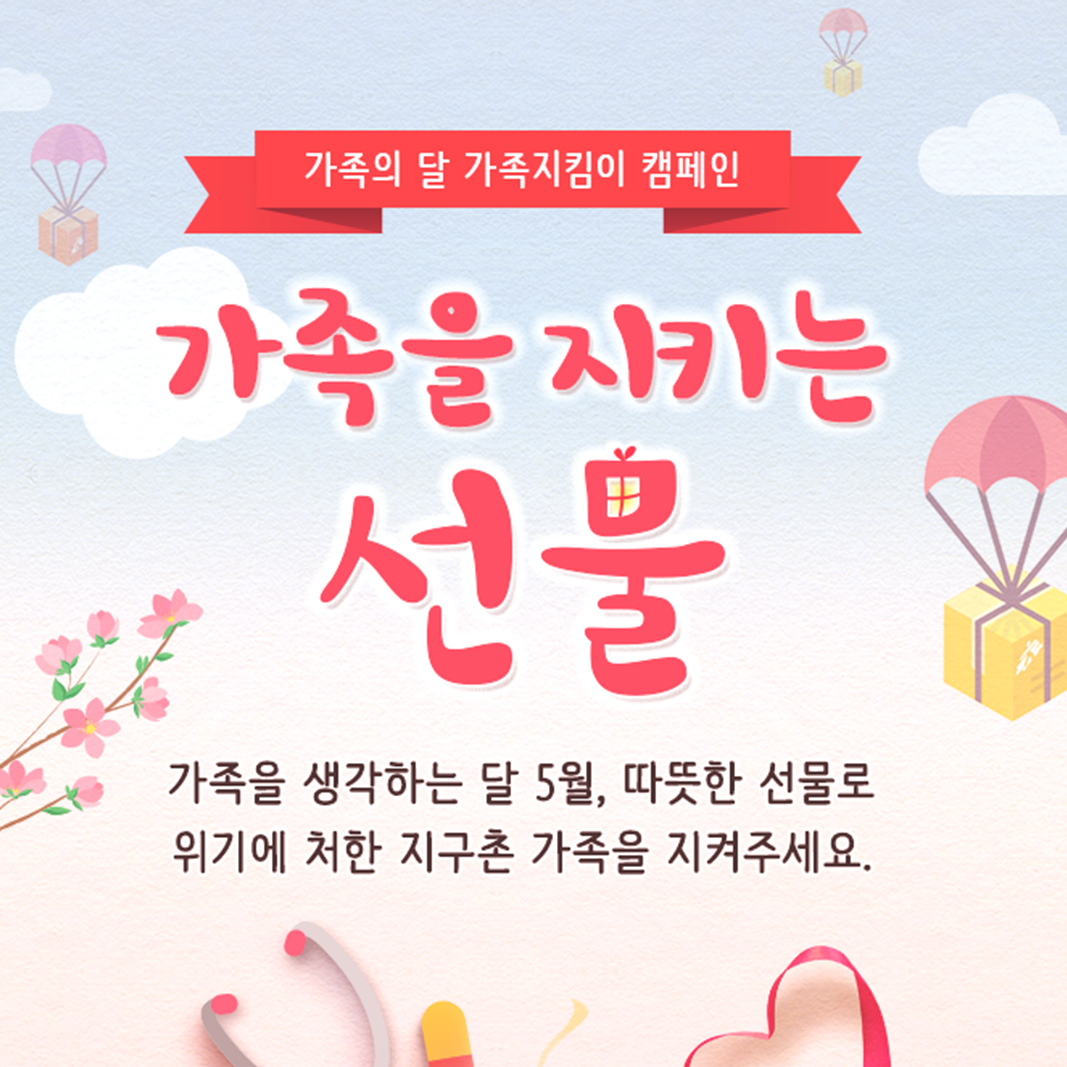 가족의 달 가족지킴이 캠페인
가족을 지키는
선물
가족을 생각하는 달 5월, 따뜻한 선물로
위기에 처한 지구촌 가족을 지켜주세요.